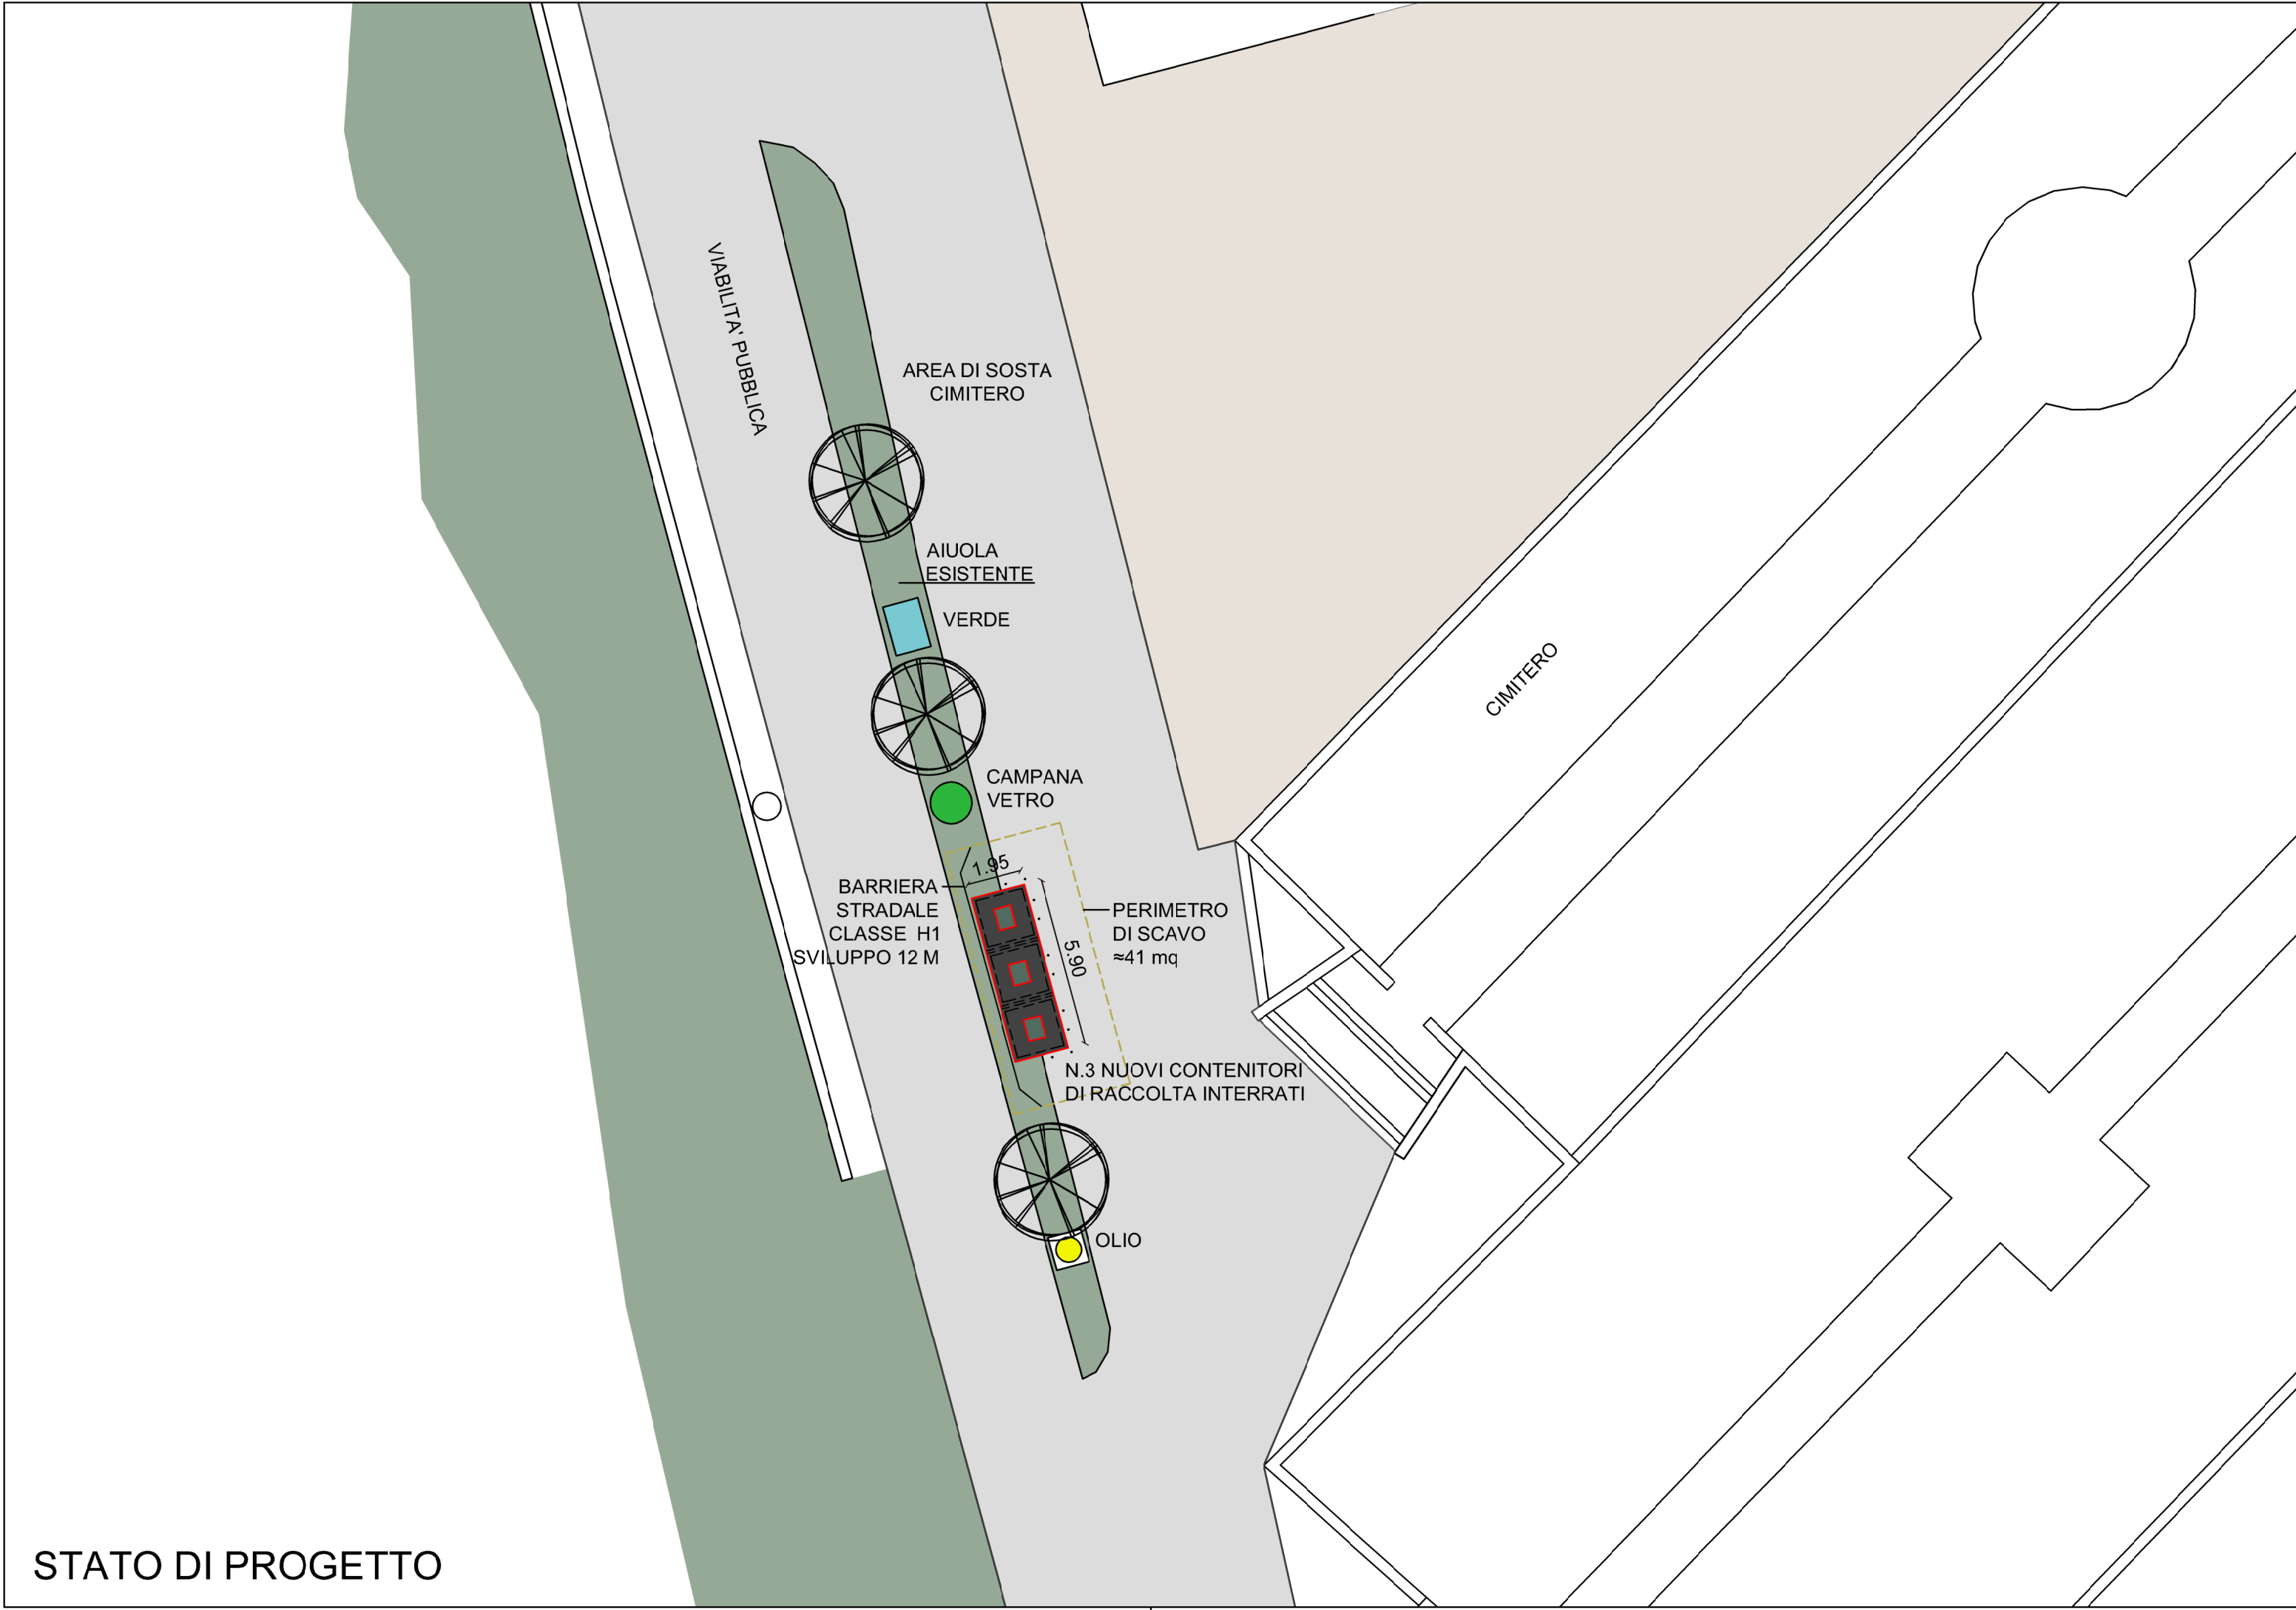 VIABILITA' PUBBLICA
AREA DI SOSTA
CIMITERO
AIUOLA
ESISTENTE
VERDE
CIMITERO
CAMPANA
VETRO
1.95
BARRIERA
STRADALE
CLASSE H1
SVILUPPO 12 M
PERIMETRO
DI SCAVO
≈41 mq
5.90
N.3 NUOVI CONTENITORI
DI RACCOLTA INTERRATI
OLIO
STATO DI PROGETTO